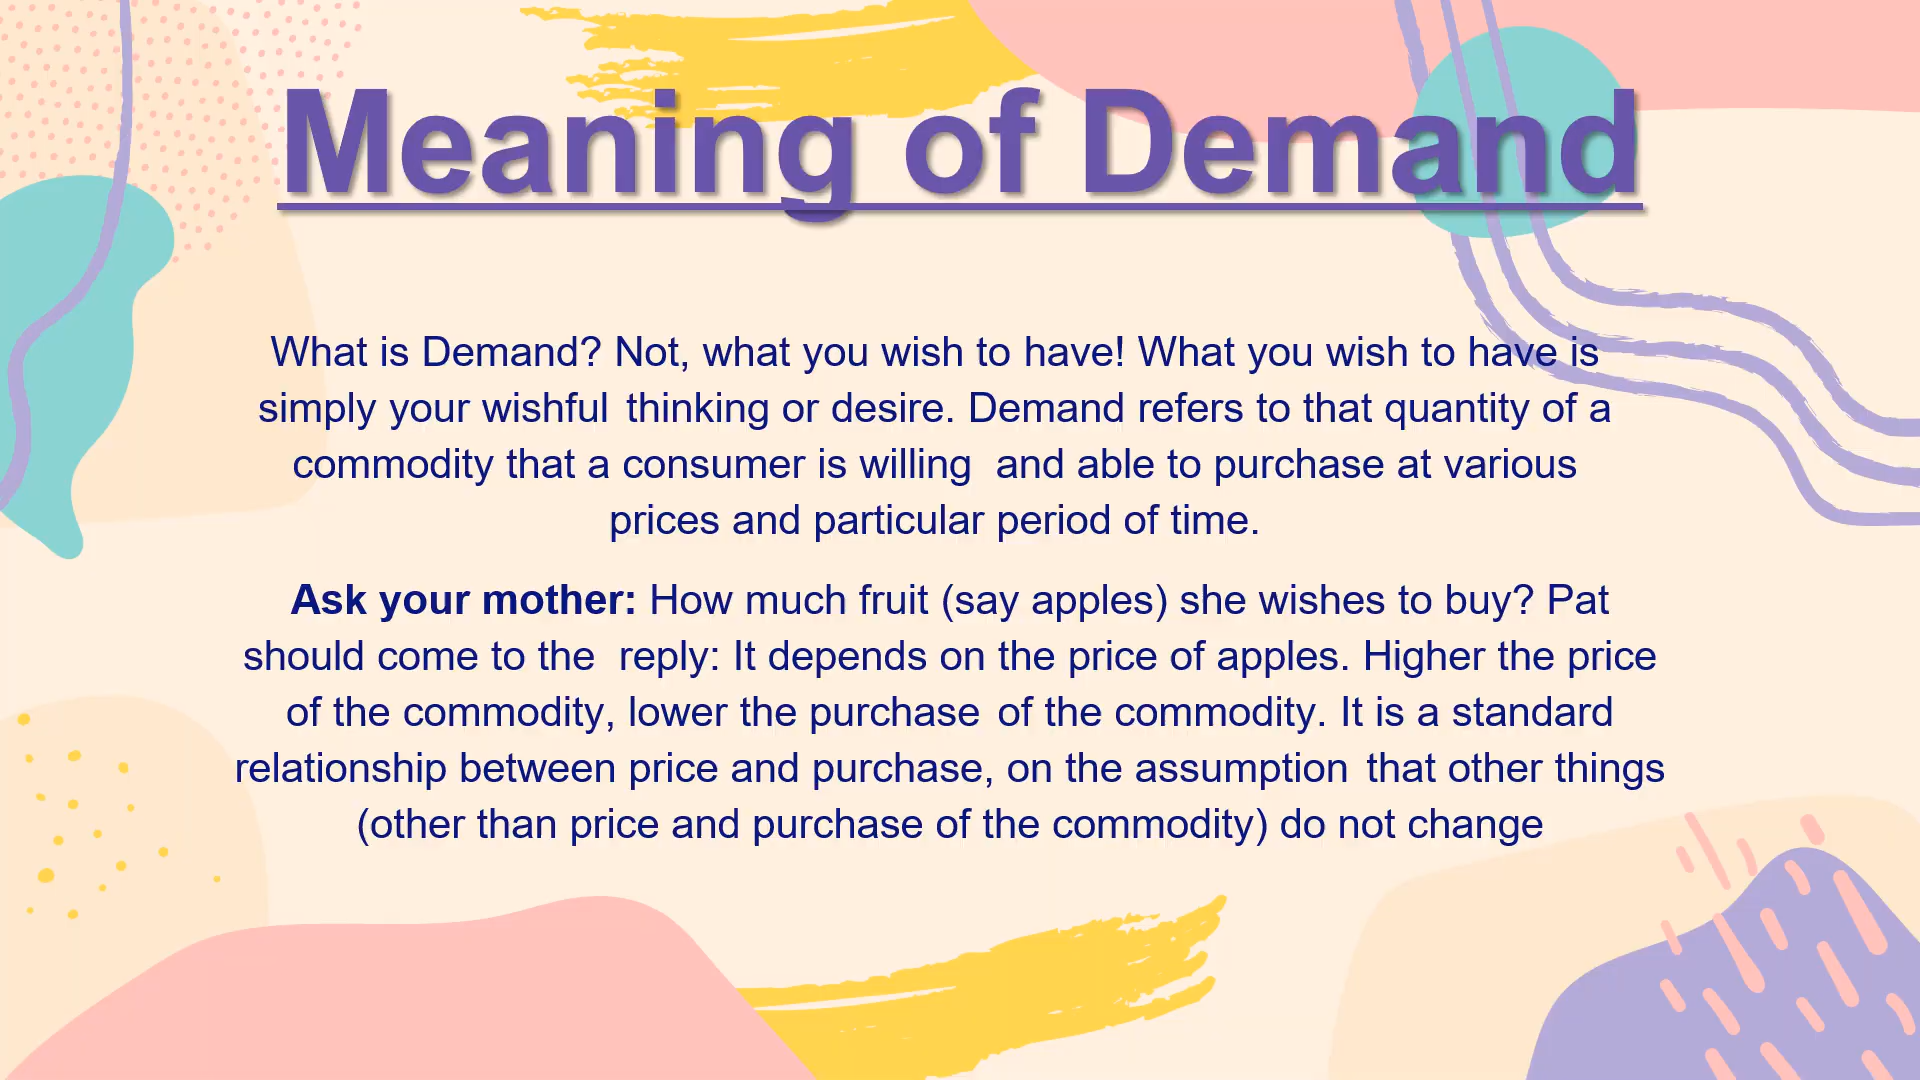 Meaning of Demand
What is Demand? Not, what you wish to have! What you wish to have is
simply your wishful thinking or desire. Demand refers to that quantity of a
commodity that a consumer is willing and able to purchase at various
prices and particular period of time.
Ask your mother: How much fruit (say apples) she wishes to buy? Pat
should come to the reply: It depends on the price of apples. Higher the price
of the commodity, lower the purchase of the commodity. It is a standard
relationship between price and purchase, on the assumption that other things
(other than price and purchase of the commodity) do not change